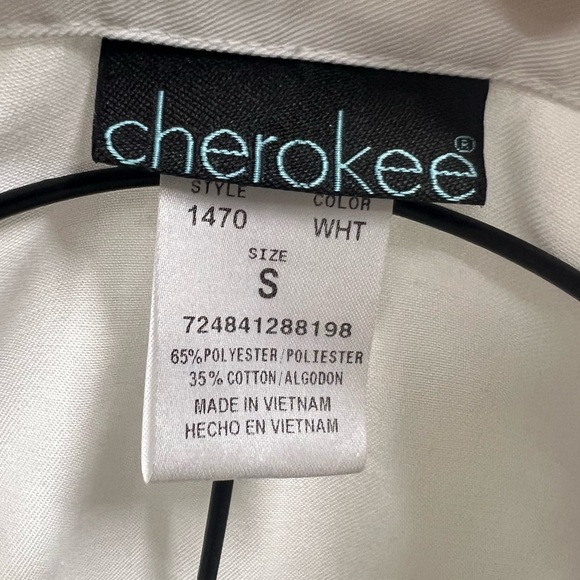 cherokee®
STYLE COLOR
1470 WHT
SIZE
S
724841288198
65% POLYESTER/POLIESTER
35% COTTON/ALGODON
MADE IN VIETNAM
HECHO EN VIETNAM